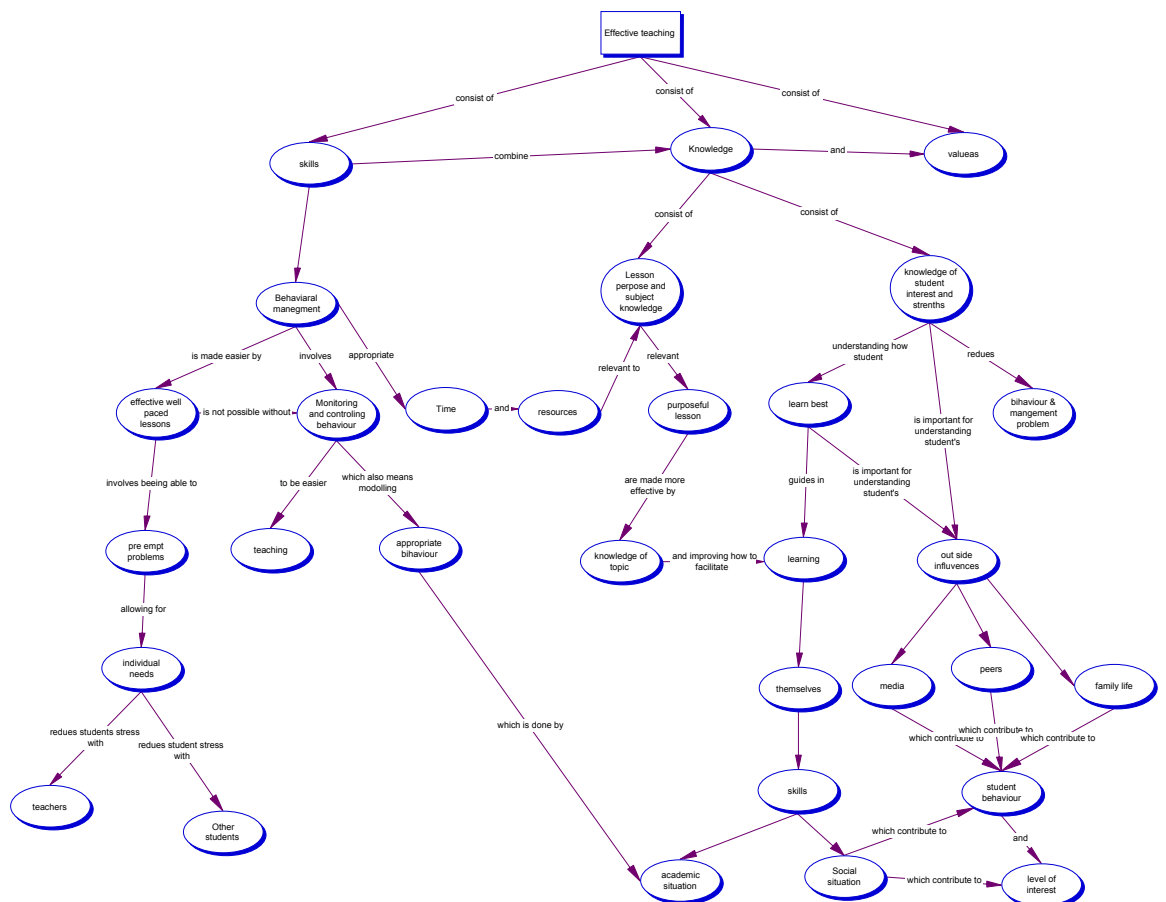 Effective teaching
consist of
consist of
consist of
skills
combine
Knowledge
and
valueas
consist of
consist of
Behaviaral
manegment
Lesson
perpose and
subject
knowledge
knowledge of
student
interest and
strenths
is made easier by
involves
appropriate
relevant to
relevant
understanding how
student
redues
effective well
paced
lessons
is not possible without
Monitoring
and controling
behaviour
Time
and
resources
purposeful
lesson
learn best
is important for
understanding
student's
bihaviour &
mangement
problem
involves beeing able to
to be easier
which also means
modolling
are made more
effective by
guides in
is important for
understanding
student's
pre empt
problems
teaching
appropriate
bihaviour
knowledge of
topic
and improving how to
facilitate
learning
out side
influvences
allowing for
individual
needs
themselves
media
peers
family life
redues students stress
with
redues student stress
with
which is done by
which contribute to
which contribute to
which contribute to
teachers
Other
students
skills
student
behaviour
which contribute to
and
academic
situation
Social
situation
which contribute to
level of
interest